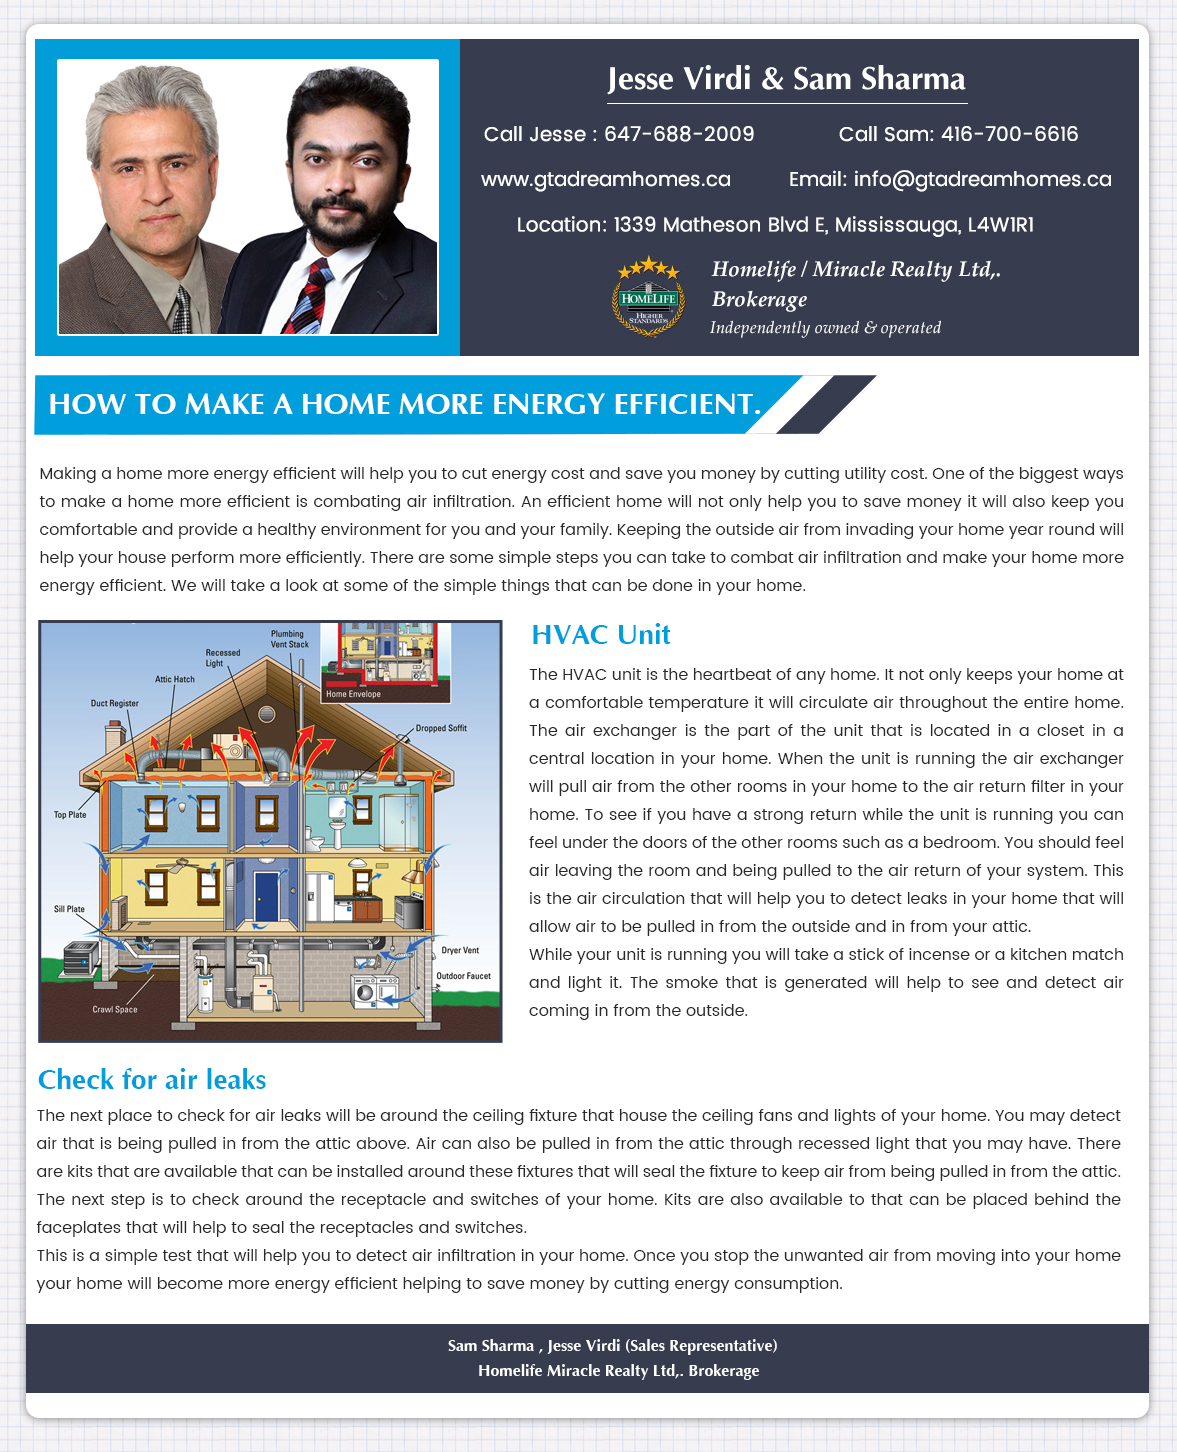 Jesse Virdi & Sam Sharma
Call Jesse : 647-688-2009
Call Sam: 416-700-6616
www.gtadreamhomes.ca
Email: info@gtadreamhomes.ca
Location: 1339 Matheson Blvd E, Mississauga, L4W1R1
HOMELIFE
HIGHER
STANDARDS
Homelife / Miracle Realty Ltd,.
Brokerage
Independently owned & operated
HOW TO MAKE A HOME MORE ENERGY EFFICIENT.
Making a home more energy efficient will help you to cut energy cost and save you money by cutting utility cost. One of the biggest ways
to make a home more efficient is combating air infiltration. An efficient home will not only help you to save money it will also keep you
comfortable and provide a healthy environment for you and your family. Keeping the outside air from invading your home year round will
help your house perform more efficiently. There are some simple steps you can take to combat air infiltration and make your home more
energy efficient. We will take a look at some of the simple things that can be done in your home.
Plumbing
Vent Stack
Recessed
Light
Attic Hatch
Duct Register
Home Envelope
Dropped Soffit
Top Plate
Sill Plate
Dryer Vent
Outdoor Faucet
Crawl Space
HVAC Unit
The HVAC unit is the heartbeat of any home. It not only keeps your home at
a comfortable temperature it will circulate air throughout the entire home.
The air exchanger is the part of the unit that is located in a closet in a
central location in your home. When the unit is running the air exchanger
will pull air from the other rooms in your home to the air return filter in your
home. To see if you have a strong return while the unit is running you can
feel under the doors of the other rooms such as a bedroom. You should feel
air leaving the room and being pulled to the air return of your system. This
is the air circulation that will help you to detect leaks in your home that will
allow air to be pulled in from the outside and in from your attic.
While your unit is running you will take a stick of incense or a kitchen match
and light it. The smoke that is generated will help to see and detect air
coming in from the outside.
Check for air leaks
The next place to check for air leaks will be around the ceiling fixture that house the ceiling fans and lights of your home. You may detect
air that is being pulled in from the attic above. Air can also be pulled in from the attic through recessed light that you may have. There
are kits that are available that can be installed around these fixtures that will seal the fixture to keep air from being pulled in from the attic.
The next step is to check around the receptacle and switches of your home. Kits are also available to that can be placed behind the
faceplates that will help to seal the receptacles and switches.
This is a simple test that will help you to detect air infiltration in your home. Once you stop the unwanted air from moving into your home
your home will become more energy efficient helping to save money by cutting energy consumption.
Sam Sharma , Jesse Virdi (Sales Representative)
Homelife Miracle Realty Ltd,. Brokerage